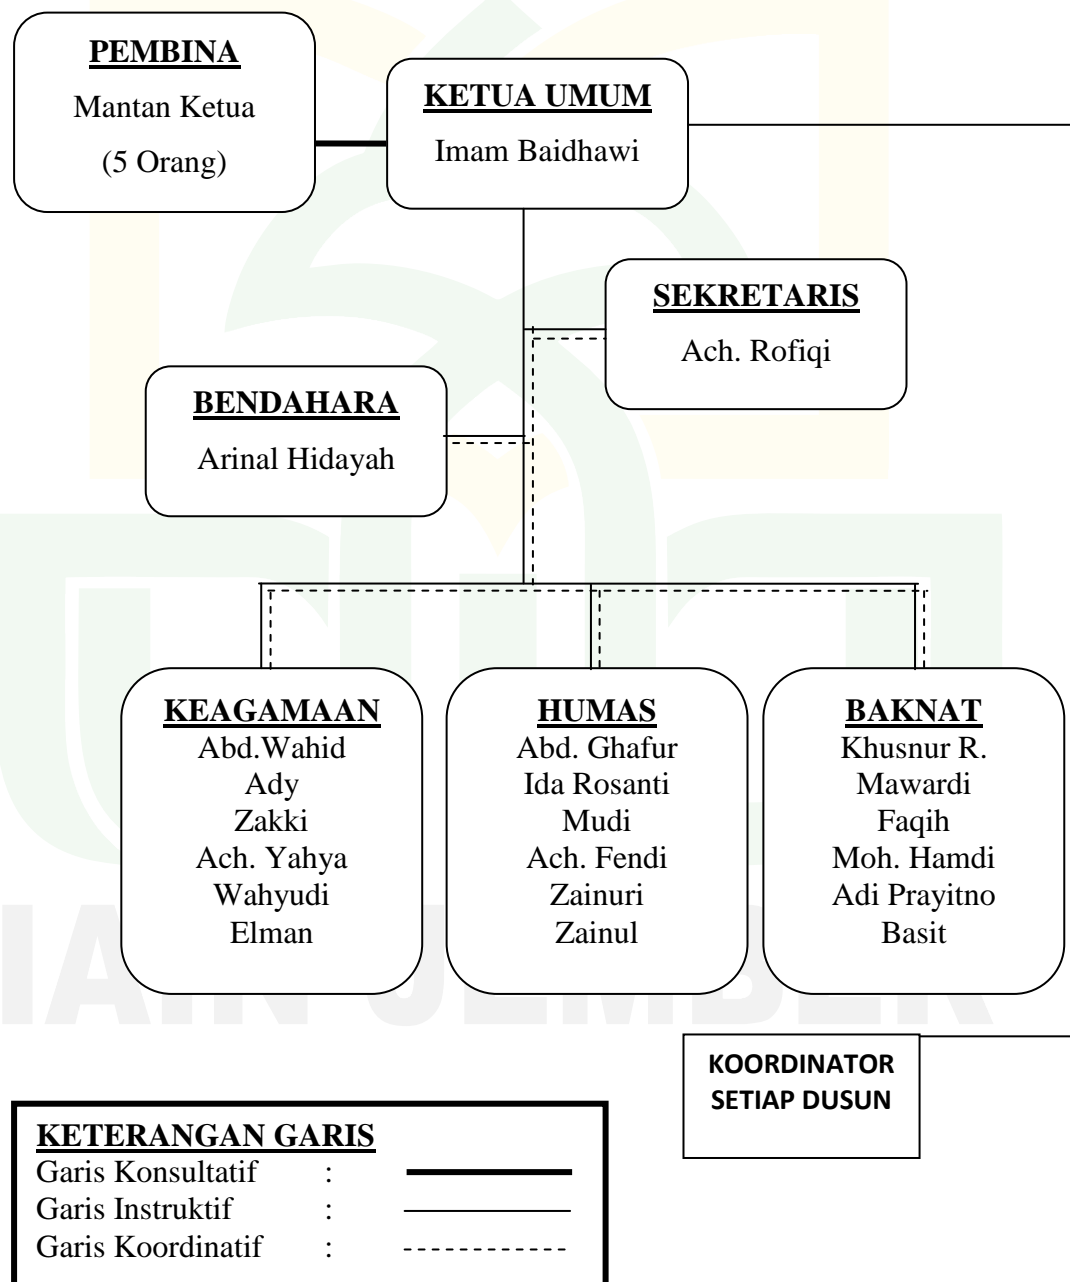 PEMBINA
Mantan Ketua
(5 Orang)
KETUA UMUM
Imam Baidhawi
SEKRETARIS
Ach. Rofiqi
BENDAHARA
Arinal Hidayah
KEAGAMAAN
Abd.Wahid
Ady
Zakki
Ach. Yahya
Wahyudi
Elman
HUMAS
Abd. Ghafur
Ida Rosanti
Mudi
Ach. Fendi
Zainuri
Zainul
BAKNAT
Khusnur R.
Mawardi
Faqih
Moh. Hamdi
Adi Prayitno
Basit
IAIN JEMBER
KOORDINATOR
SETIAP DUSUN
KETERANGAN GARIS
Garis Konsultatif :
Garis Instruktif :
Garis Koordinatif :